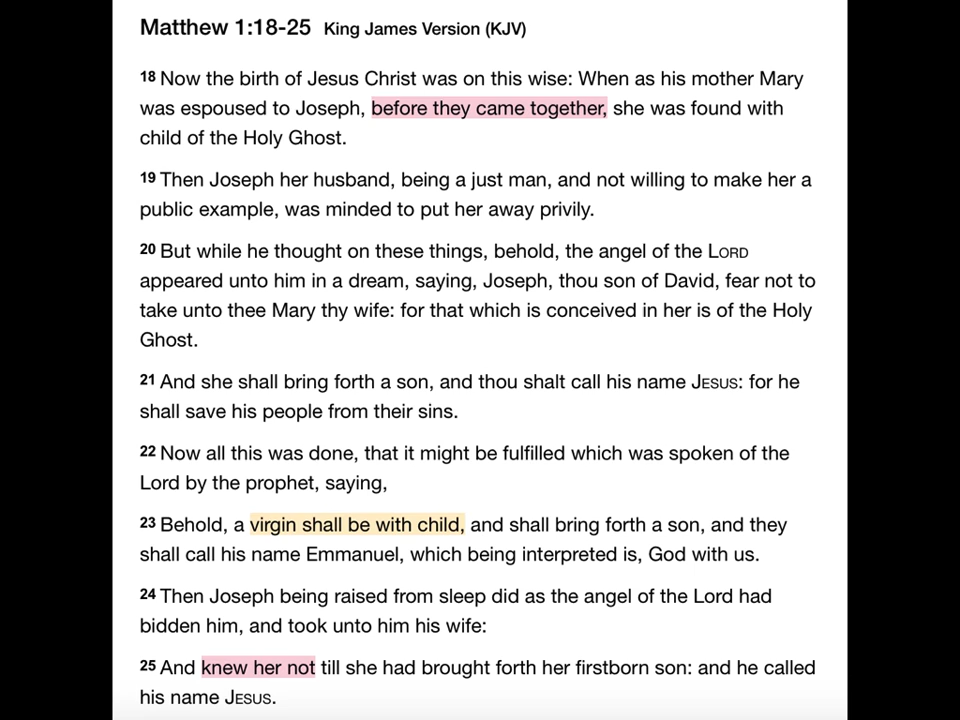 Matthew 1:18-25 King James Version (KJV)
18 Now the birth of Jesus Christ was on this wise: When as his mother Mary
was espoused to Joseph, before they came together, she was found with
child of the Holy Ghost.
19 Then Joseph her husband, being a just man, and not willing to make her a
public example, was minded to put her away privily.
20 But while he thought on these things, behold, the angel of the LORD
appeared unto him in a dream, saying, Joseph, thou son of David, fear not to
take unto thee Mary thy wife: for that which is conceived in her is of the Holy
Ghost.
21 And she shall bring forth a son, and thou shalt call his name JESUS: for he
shall save his people from their sins.
22 Now all this was done, that it might be fulfilled which was spoken of the
Lord by the prophet, saying,
23 Behold, a virgin shall be with child, and shall bring forth a son, and they
shall call his name Emmanuel, which being interpreted is, God with us.
24 Then Joseph being raised from sleep did as the angel of the Lord had
bidden him, and took unto him his wife:
25 And knew her not till she had brought forth her firstborn son: and he called
his name JESUS.